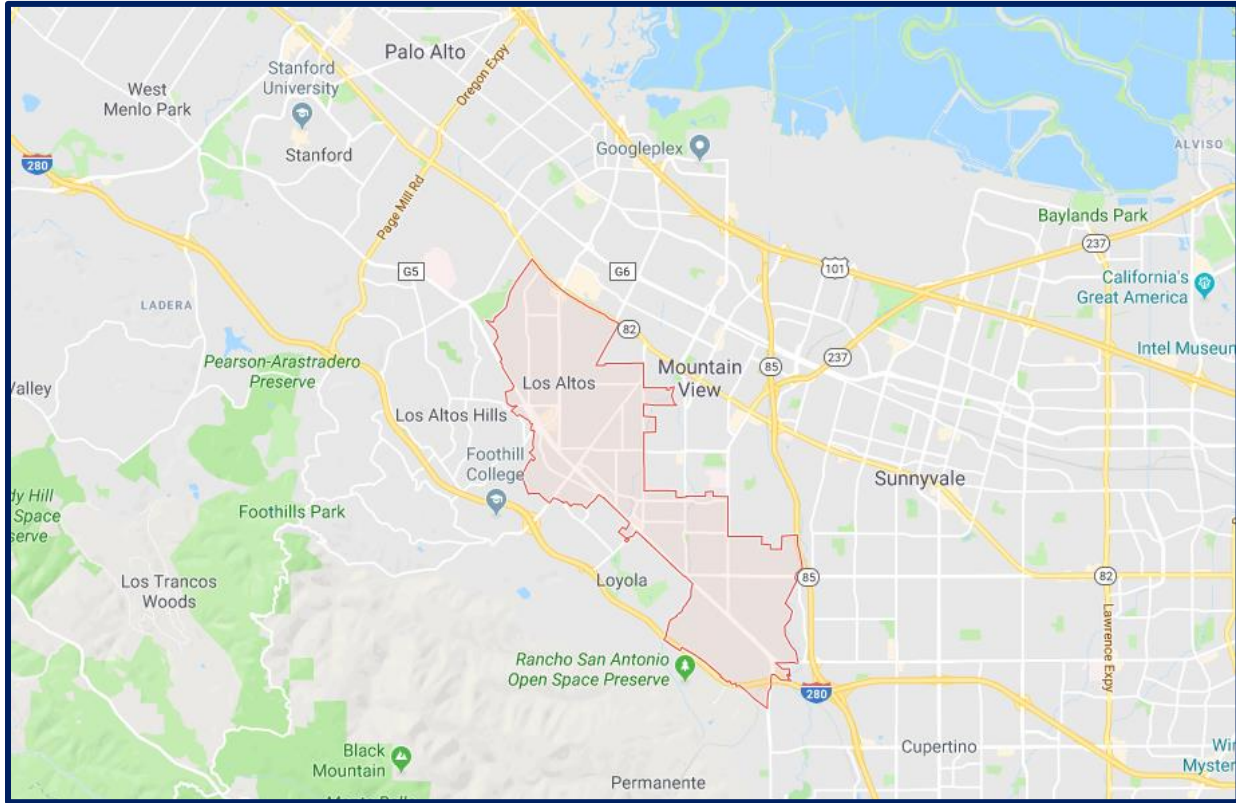 Palo Alto
Oregon Expy
Stanford
University
West
Menlo Park
Stanford
Googleplex
ALVISO
280
Page Mill Rd
Baylands Park
237
G5
G6
101
California's
Great America
LADERA
82
Intel Museum
Pearson-Arastradero
Preserve
Mountain
View
85
237
Valley
Los Altos
Los Altos Hills
Foothill
College
Sunnyvale
Hill
Space
Foothills Park
Los Trancos
Woods
Loyola
85
82
Lawrence Expy
Rancho San Antonio
Open Space Preserve
280
Black
Mountain
Cupertino
Permanente